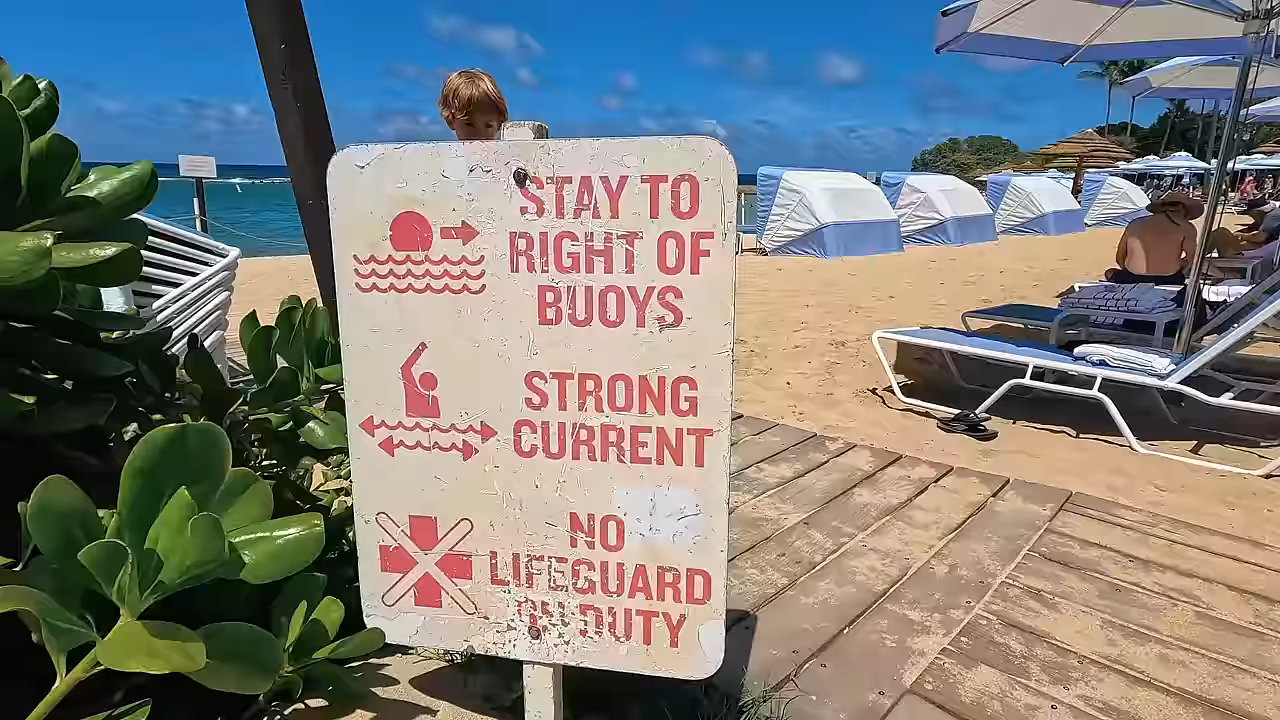 STAY TO
RIGHT OF
BUOYS
STRONG
CURRENT
NO
LIFEGUARD
ON DUTY